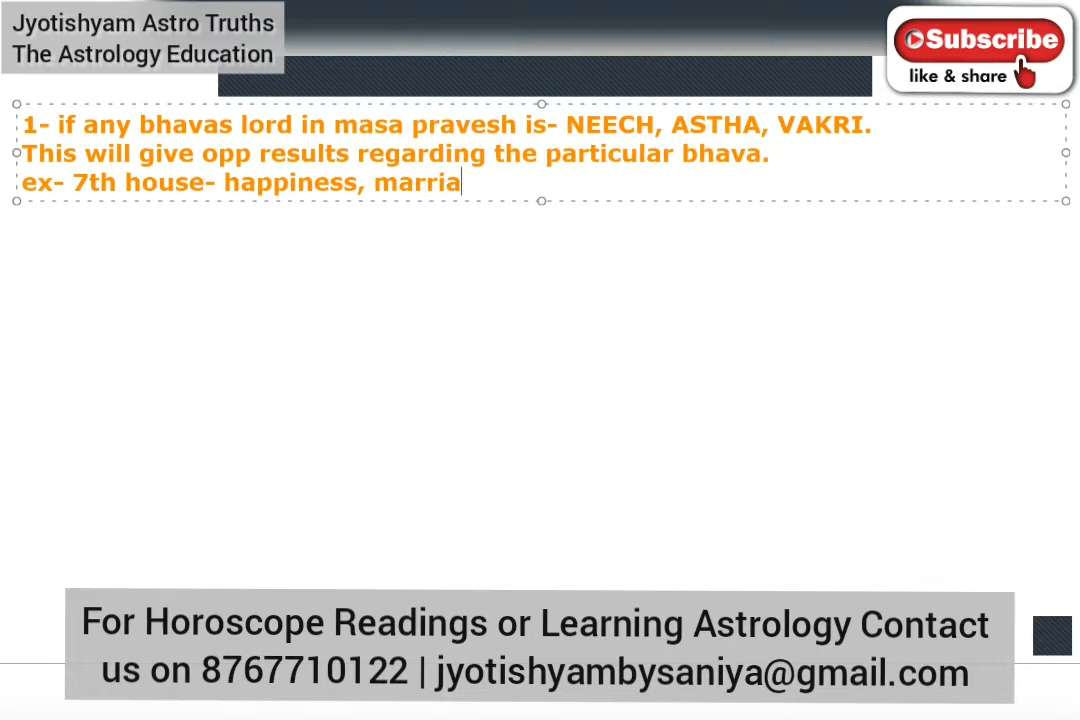 Jyotishyam Astro Truths
The Astrology Education
Subscribe
like & share
1- if any bhavas lord in masa pravesh is- NEECH, ASTHA, VAKRI.
This will give opp results regarding the particular bhava.
ex- 7th house- happiness, marria
For Horoscope Readings or Learning Astrology Contact
us on 8767710122 | jyotishyambysaniya@gmail.com